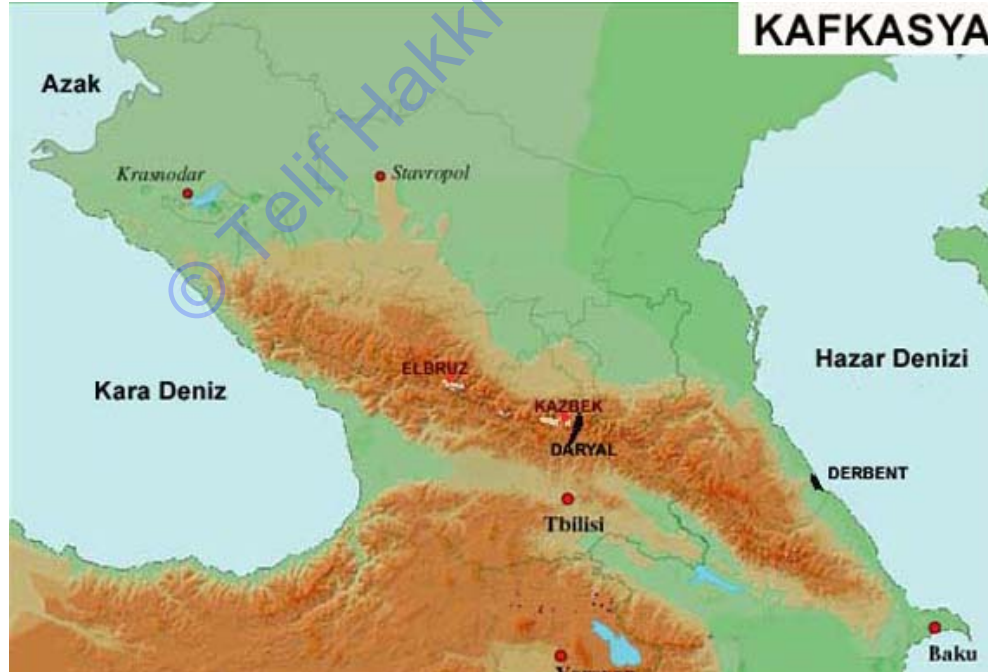 KAFKASYA
Azak
© Telif Hakkı
Krasnodar
Stavropol
ELBRUZ
Hazar Denizi
Kara Deniz
KAZBEK
DARYAL
DERBENT
Tbilisi
Baku